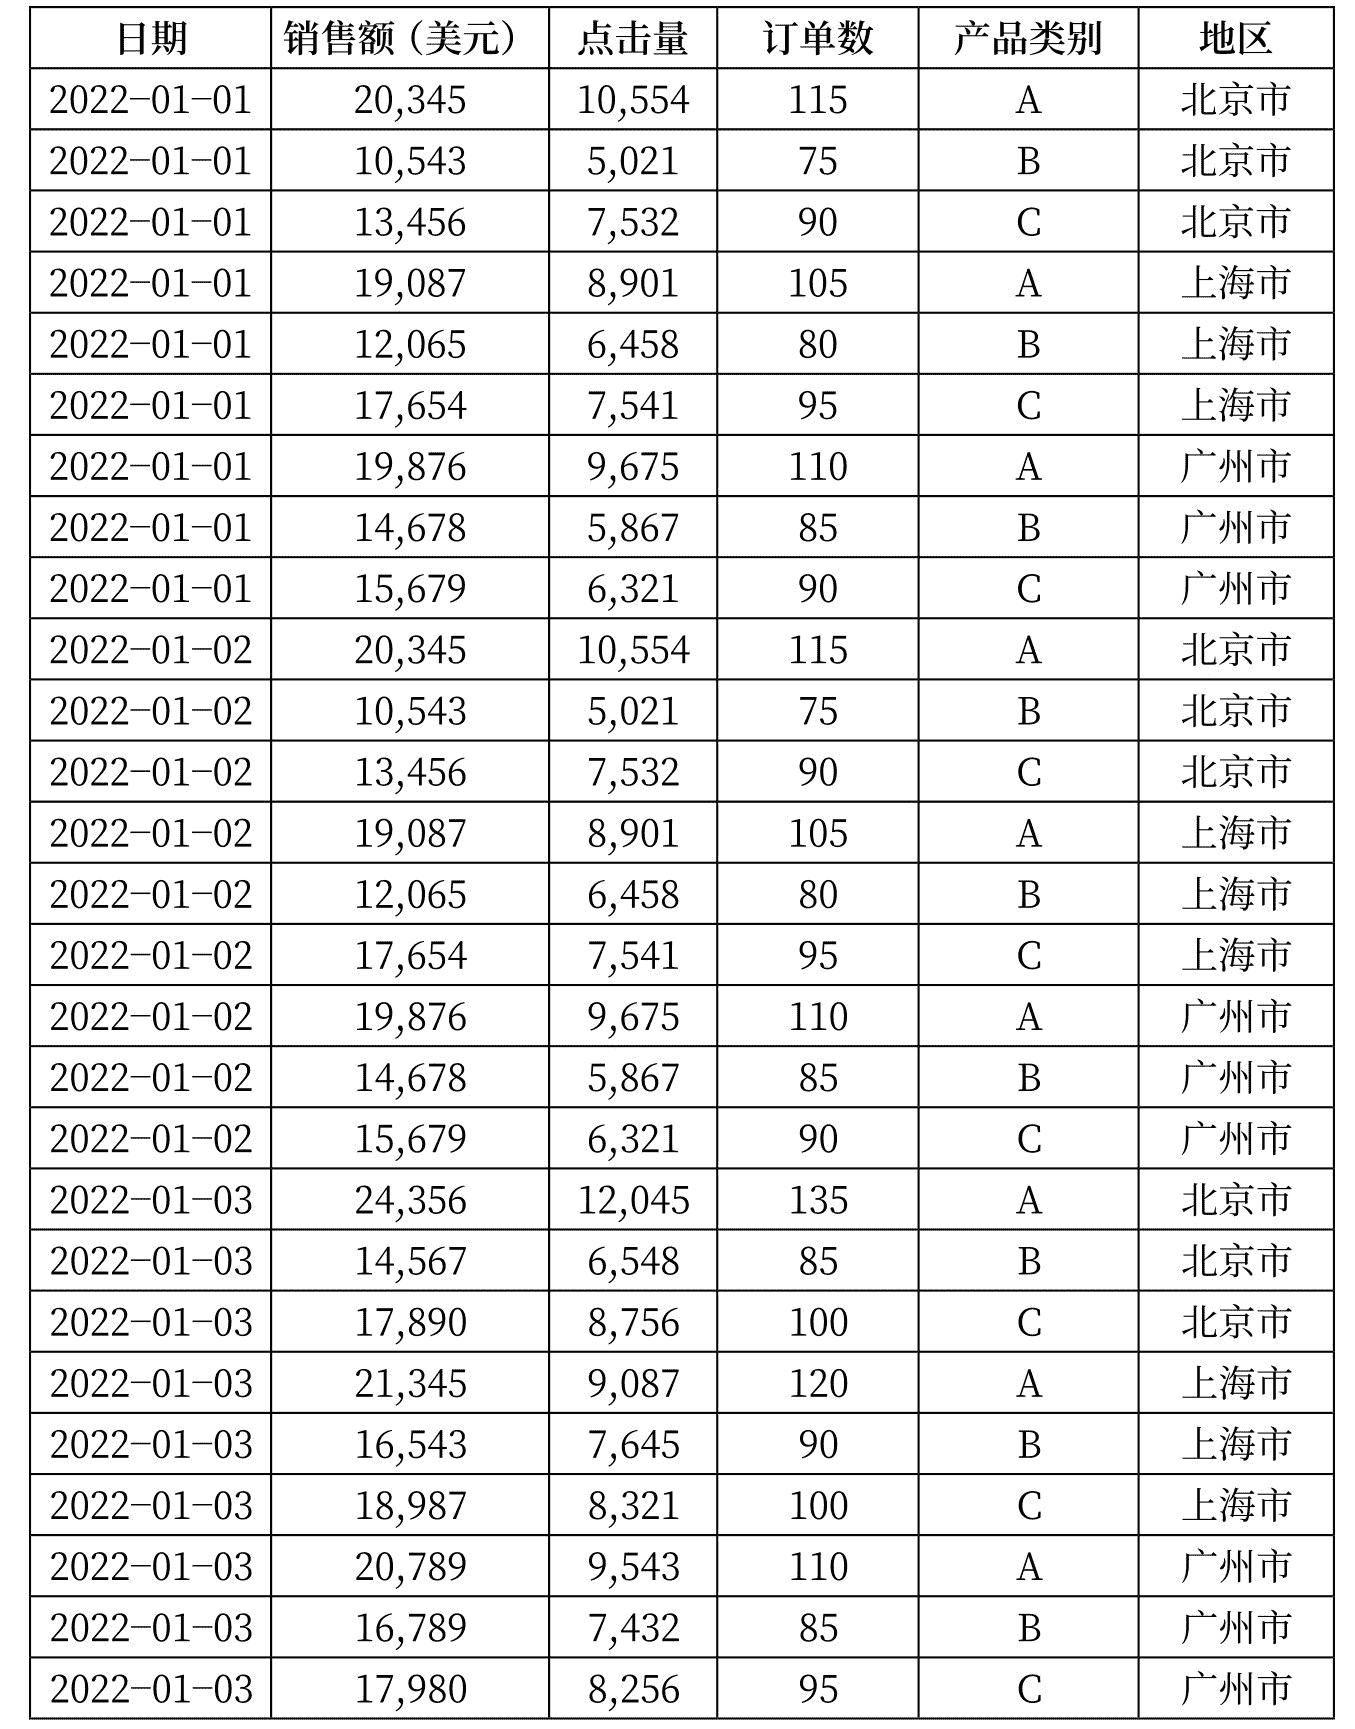 日期 销售额（美元） 点击量 订单数 产品类别 地区
2022-01-01 20,345 10,554 115 A 北京市
2022-01-01 10,543 5,021 75 B 北京市
2022-01-01 13,456 7,532 90 C 北京市
2022-01-01 19,087 8,901 105 A 上海市
2022-01-01 12,065 6,458 80 B 上海市
2022-01-01 17,654 7,541 95 C 上海市
2022-01-01 19,876 9,675 110 A 广州市
2022-01-01 14,678 5,867 85 B 广州市
2022-01-01 15,679 6,321 90 C 广州市
2022-01-02 20,345 10,554 115 A 北京市
2022-01-02 10,543 5,021 75 B 北京市
2022-01-02 13,456 7,532 90 C 北京市
2022-01-02 19,087 8,901 105 A 上海市
2022-01-02 12,065 6,458 80 B 上海市
2022-01-02 17,654 7,541 95 C 上海市
2022-01-02 19,876 9,675 110 A 广州市
2022-01-02 14,678 5,867 85 B 广州市
2022-01-02 15,679 6,321 90 C 广州市
2022-01-03 24,356 12,045 135 A 北京市
2022-01-03 14,567 6,548 85 B 北京市
2022-01-03 17,890 8,756 100 C 北京市
2022-01-03 21,345 9,087 120 A 上海市
2022-01-03 16,543 7,645 90 B 上海市
2022-01-03 18,987 8,321 100 C 上海市
2022-01-03 20,789 9,543 110 A 广州市
2022-01-03 16,789 7,432 85 B 广州市
2022-01-03 17,980 8,256 95 C 广州市